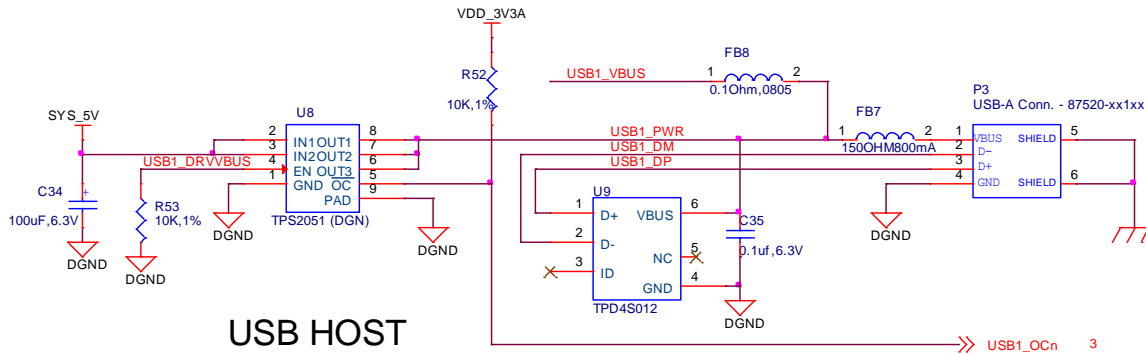 VDD_3V3A
FB8
USB1_VBUS 1 2
0.1Ohm,0805
R52
10K,1%
P3
USB-A Conn. - 87520-xx1xx
U8
SYS_5V
FB7
2 IN1 OUT1 8
3 IN2 OUT2 7
USB1_DRVVBUS 4 EN OUT3 6
1 GND OC 5
PAD 9
TPS2051 (DGN)
USB1_PWR
USB1_DM
USB1_DP
1 2
150OHM800mA
1 VBUS SHIELD 5
2 D-
3 D+
4 GND SHIELD 6
C34
+
100uF,6.3V
R53
10K,1%
DGND
DGND
DGND
DGND
DGND
U9
1 D+ VBUS 6
2 D-
NC 5
3 ID
GND 4
TPD4S012
C35
0.1uf,6.3V
DGND
USB HOST
USB1_OCn 3